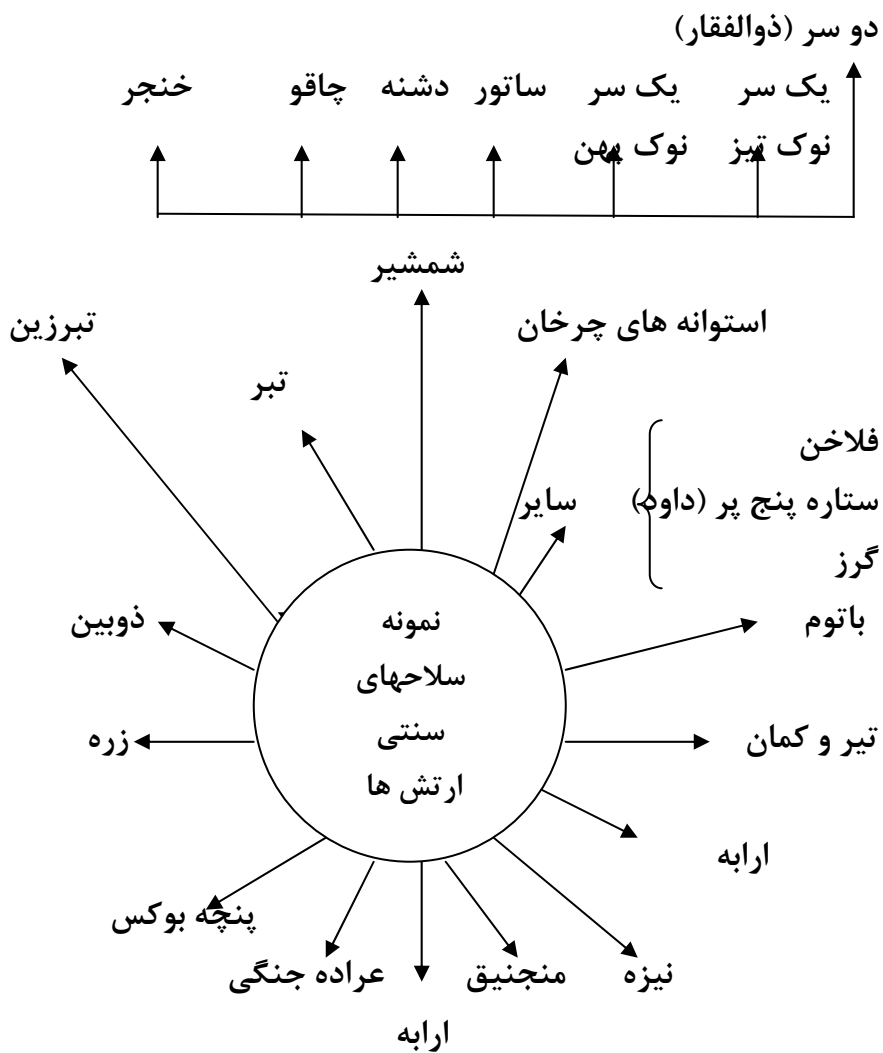 دو سر (ذوالفقار)
یک سر نوک تیز
یک سر نوک پهن
ساتور
دشنه
چاقو
خنجر
شمشیر
استوانه های چرخان
تبرزین
تبر
فلاخن
ستاره پنج پر (داود)
گرز
سایر
نمونه
سلاحهای
سنتی
ارتش ها
باتوم
ذوبین
تیر و کمان
زره
ارابه
پنچه بوکس
نیزه
منجنیق
عراده جنگی
ارابه